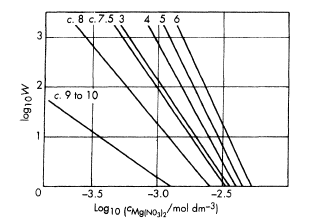 c. 8 c. 7.5 3 4 5 6
3
2
c. 9 to 10
1
0
log10 W
-3.5 -3.0 -2.5
Log10 (cMg(NO3)2/mol dm-3)